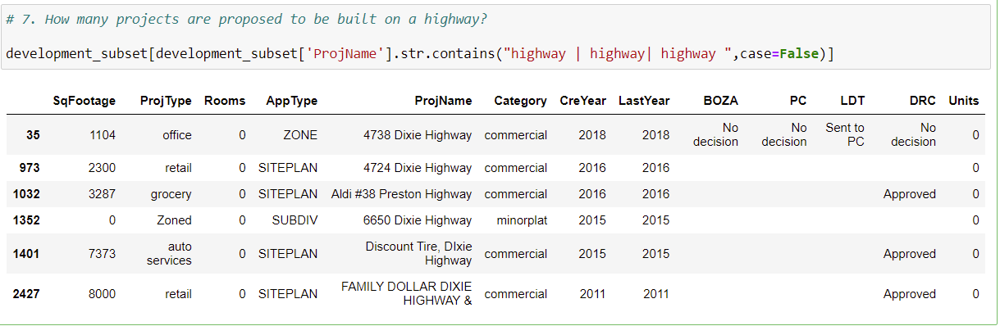 # 7. How many projects are proposed to be built on a highway?
development_subset[development_subset['ProjName'].str.contains("highway | highway| highway ",case=False)]
SqFootage ProjType Rooms AppType ProjName Category CreYear LastYear BOZA PC LDT DRC Units
35 1104 office 0 ZONE 4738 Dixie Highway commercial 2018 2018 No decision No decision Sent to PC No decision 0
973 2300 retail 0 SITEPLAN 4724 Dixie Highway commercial 2016 2016 0
1032 3287 grocery 0 SITEPLAN Aldi #38 Preston Highway commercial 2016 2016 Approved 0
1352 0 Zoned 0 SUBDIV 6650 Dixie Highway minorplat 2015 2015 0
1401 7373 auto services 0 SITEPLAN Discount Tire, DIxie Highway commercial 2015 2015 Approved 0
2427 8000 retail 0 SITEPLAN FAMILY DOLLAR DIXIE HIGHWAY & commercial 2011 2011 Approved 0